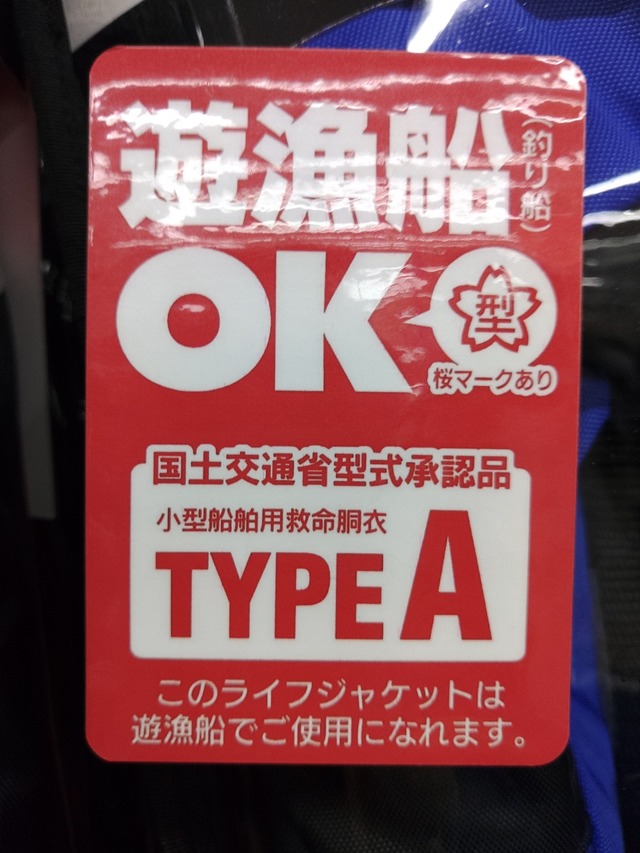 遊漁船(釣り船)
OK
型
桜マークあり
国土交通省型式承認品
小型船舶用救命胴衣
TYPE A
このライフジャケットは
遊漁船でご使用になれます。